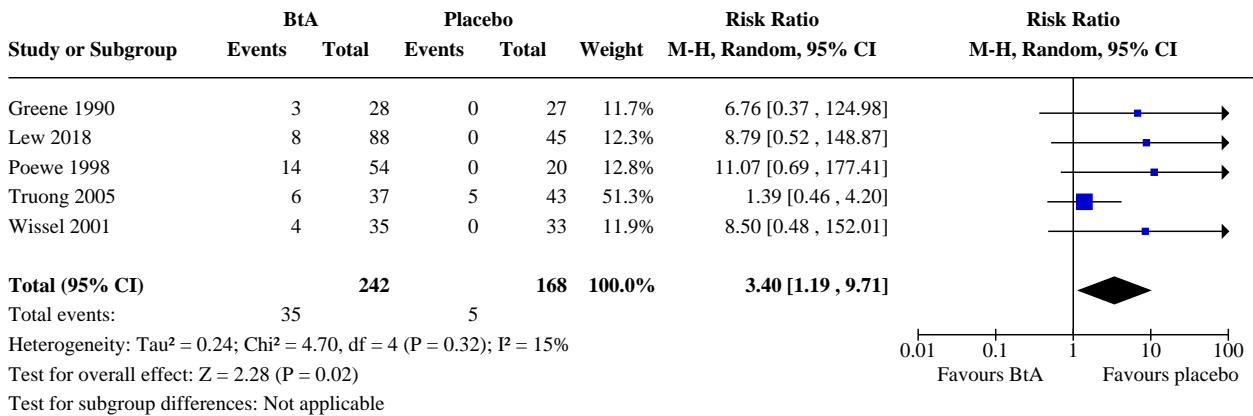 BtA Placebo Risk Ratio Risk Ratio
Study or Subgroup Events Total Events Total Weight M-H, Random, 95% CI M-H, Random, 95% CI
Greene 1990 3 28 0 27 11.7% 6.76 [0.37 , 124.98]
Lew 2018 8 88 0 45 12.3% 8.79 [0.52 , 148.87]
Poewe 1998 14 54 0 20 12.8% 11.07 [0.69 , 177.41]
Truong 2005 6 37 5 43 51.3% 1.39 [0.46 , 4.20]
Wissel 2001 4 35 0 33 11.9% 8.50 [0.48 , 152.01]
Total (95% CI) 242 168 100.0% 3.40 [1.19 , 9.71]
Total events: 35 5
Heterogeneity: Tau² = 0.24; Chi² = 4.70, df = 4 (P = 0.32); I² = 15%
0.01 0.1 1 10 100
Test for overall effect: Z = 2.28 (P = 0.02) Favours BtA Favours placebo
Test for subgroup differences: Not applicable